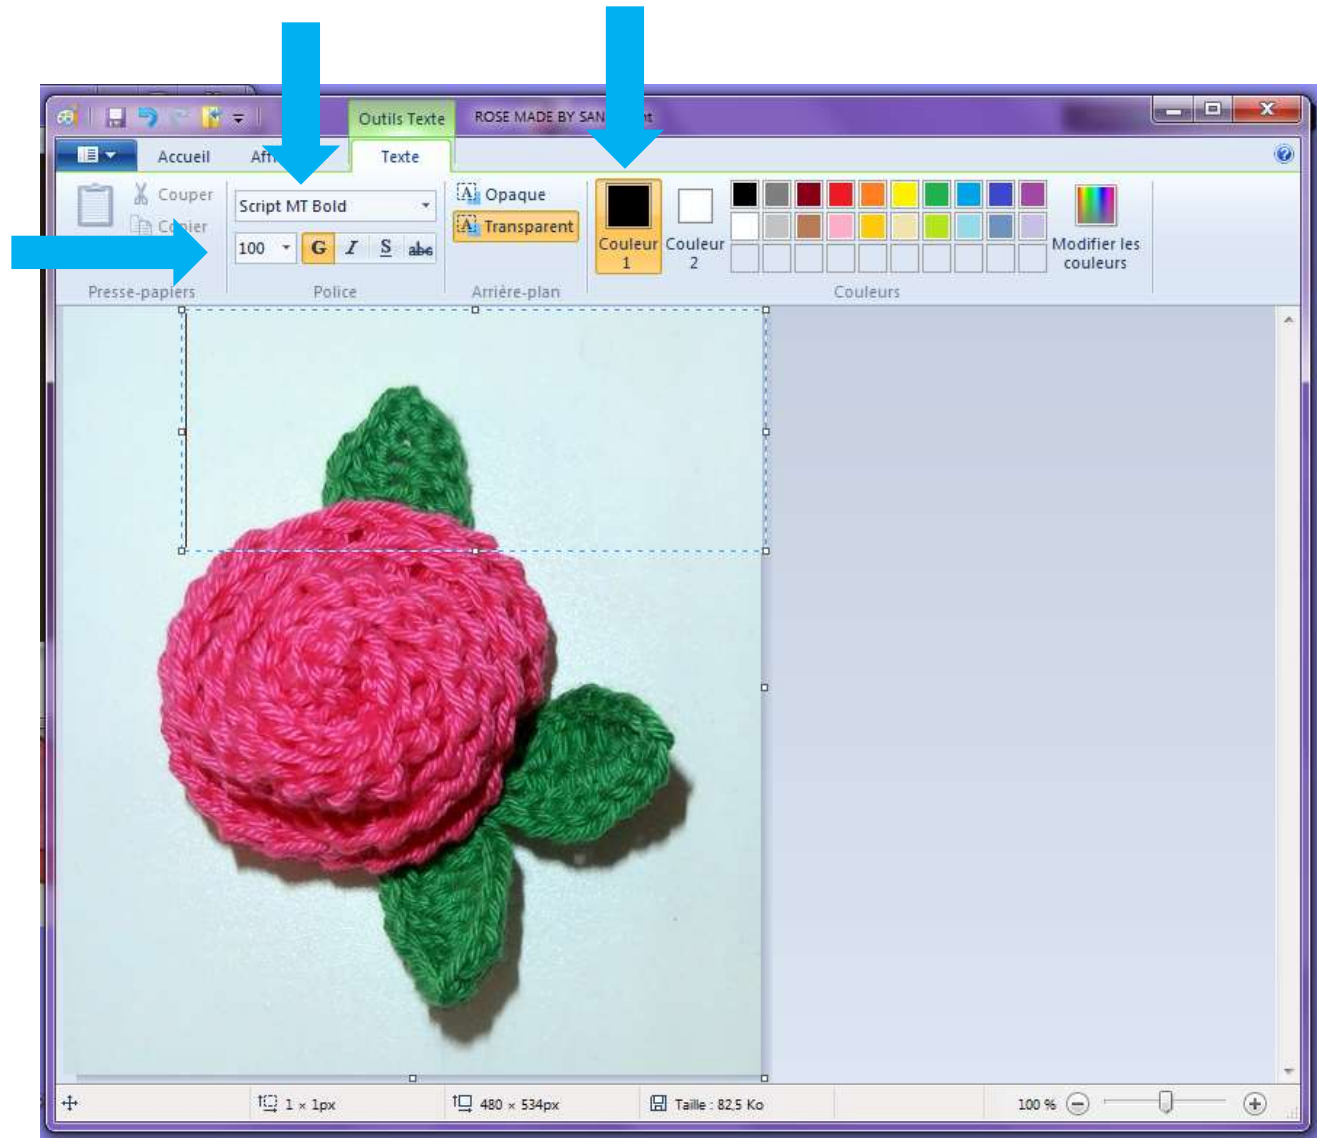 Outils Texte ROSE MADE BY SAN
Accueil Texte
Couper
Copier
Presse-papiers
Script MT Bold
100 G I S abc
Police
Opaque
Transparent
Arrière-plan
Couleur 1
Couleur 2
Modifier les couleurs
Couleurs
1 × 1px 480 × 534px Taille : 82,5 Ko 100 %